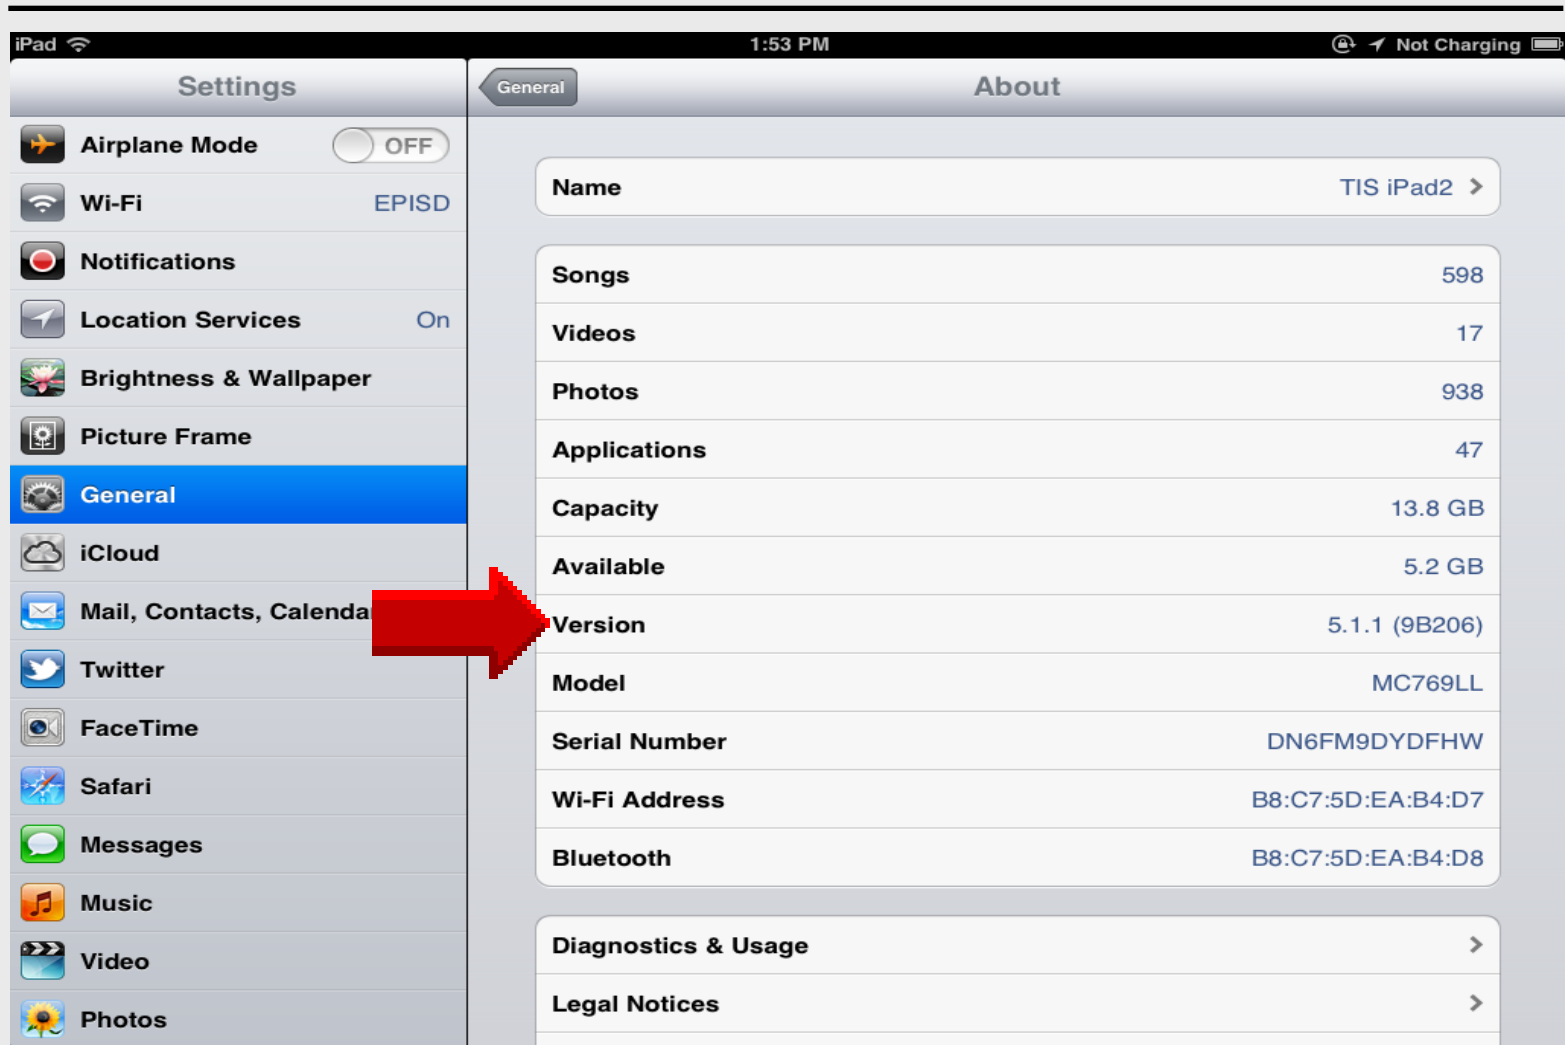 iPad 1:53 PM Not Charging
Settings
General About
Airplane Mode OFF
Wi-Fi EPISD
Notifications
Location Services On
Brightness & Wallpaper
Picture Frame
General
iCloud
Mail, Contacts,
Twitter
FaceTime
Safari
Messages
Music
Video
Photos
Name TIS iPad2
Songs 598
Videos 17
Photos 938
Applications 47
Capacity 13.8 GB
Available 5.2 GB
Version 5.1.1 (9B206)
Model MC769LL
Serial Number DN6FM9DYDFHW
Wi-Fi Address B8:C7:5D:EA:B4:D7
Bluetooth B8:C7:5D:EA:B4:D8
Diagnostics & Usage
Legal Notices